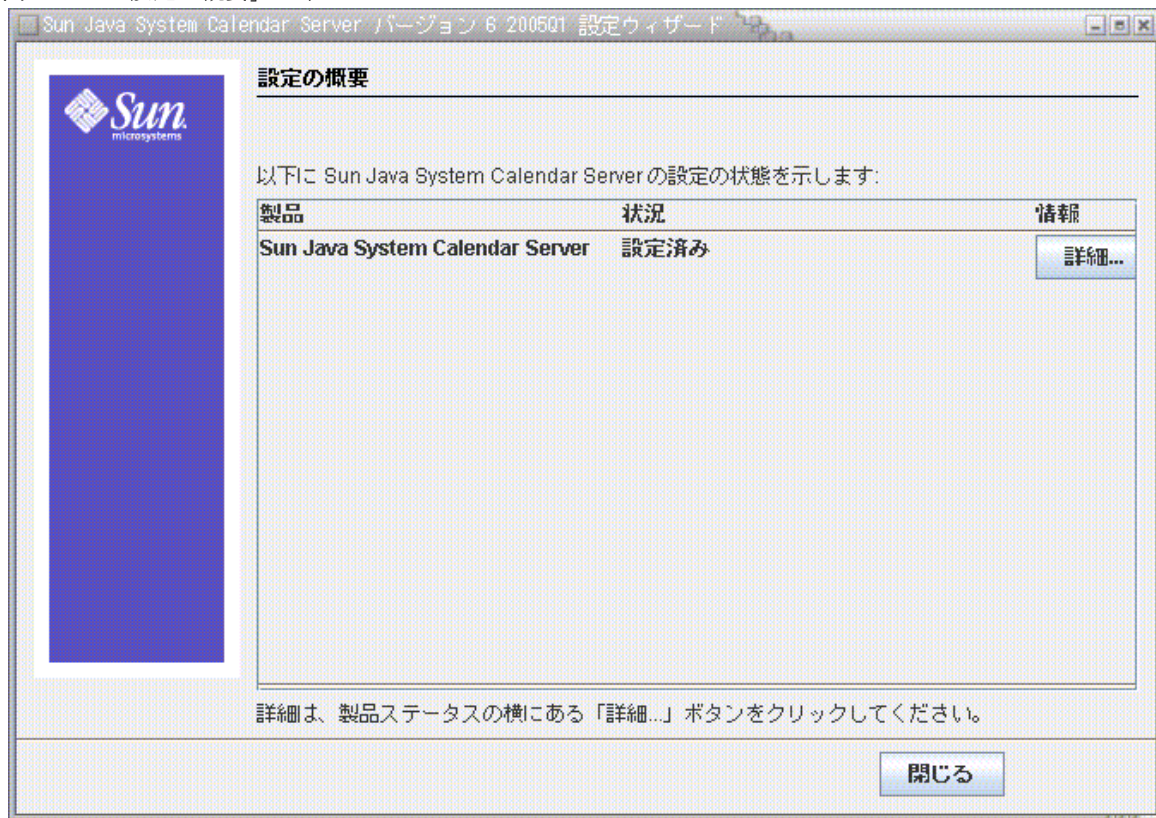 Sun Java System Calendar Server バージョン 6 2005Q1 設定ウィザード
Sun
microsystems
設定の概要
以下に Sun Java System Calendar Server の設定の状態を示します:
製品 状況 情報
Sun Java System Calendar Server 設定済み 詳細...
詳細は、製品ステータスの横にある「詳細...」ボタンをクリックしてください。
閉じる